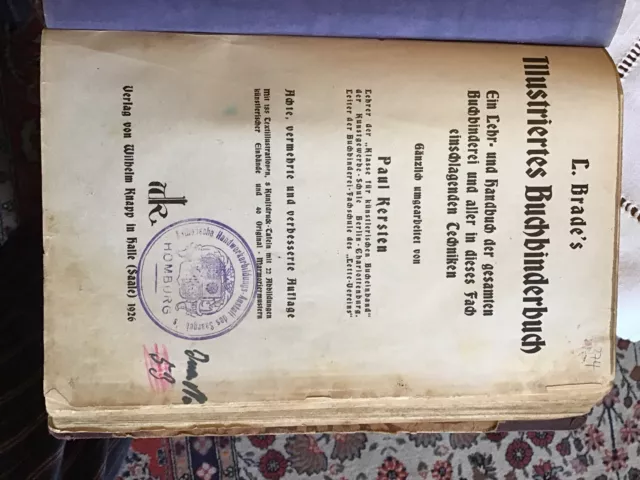 L. Brade's
Illustriertes Buchbinderbuch
Ein Lehr- und Handbuch der gesamten
Buchbinderei und aller in dieses Fach
einschlagenden Techniken
Gänzlich umgearbeitet von
Paul Kersten
Lehrer der „Klasse für künstlerischen Bucheinband“
der Kunstgewerbe-Schule Berlin-Charlottenburg,
Leiter der Buchbinderei-Fachschule des „Lette-Vereins“
Achte, vermehrte und verbesserte Auflage
Mit 192 Textillustrationen, 8 Kunstdruck-Tafeln mit 22 Abbildungen
künstlerischer Einbände und 40 Original-Marmoriermustern
Verlag von Wilhelm Knapp in Halle (Saale) 1926
HOMBURG
59